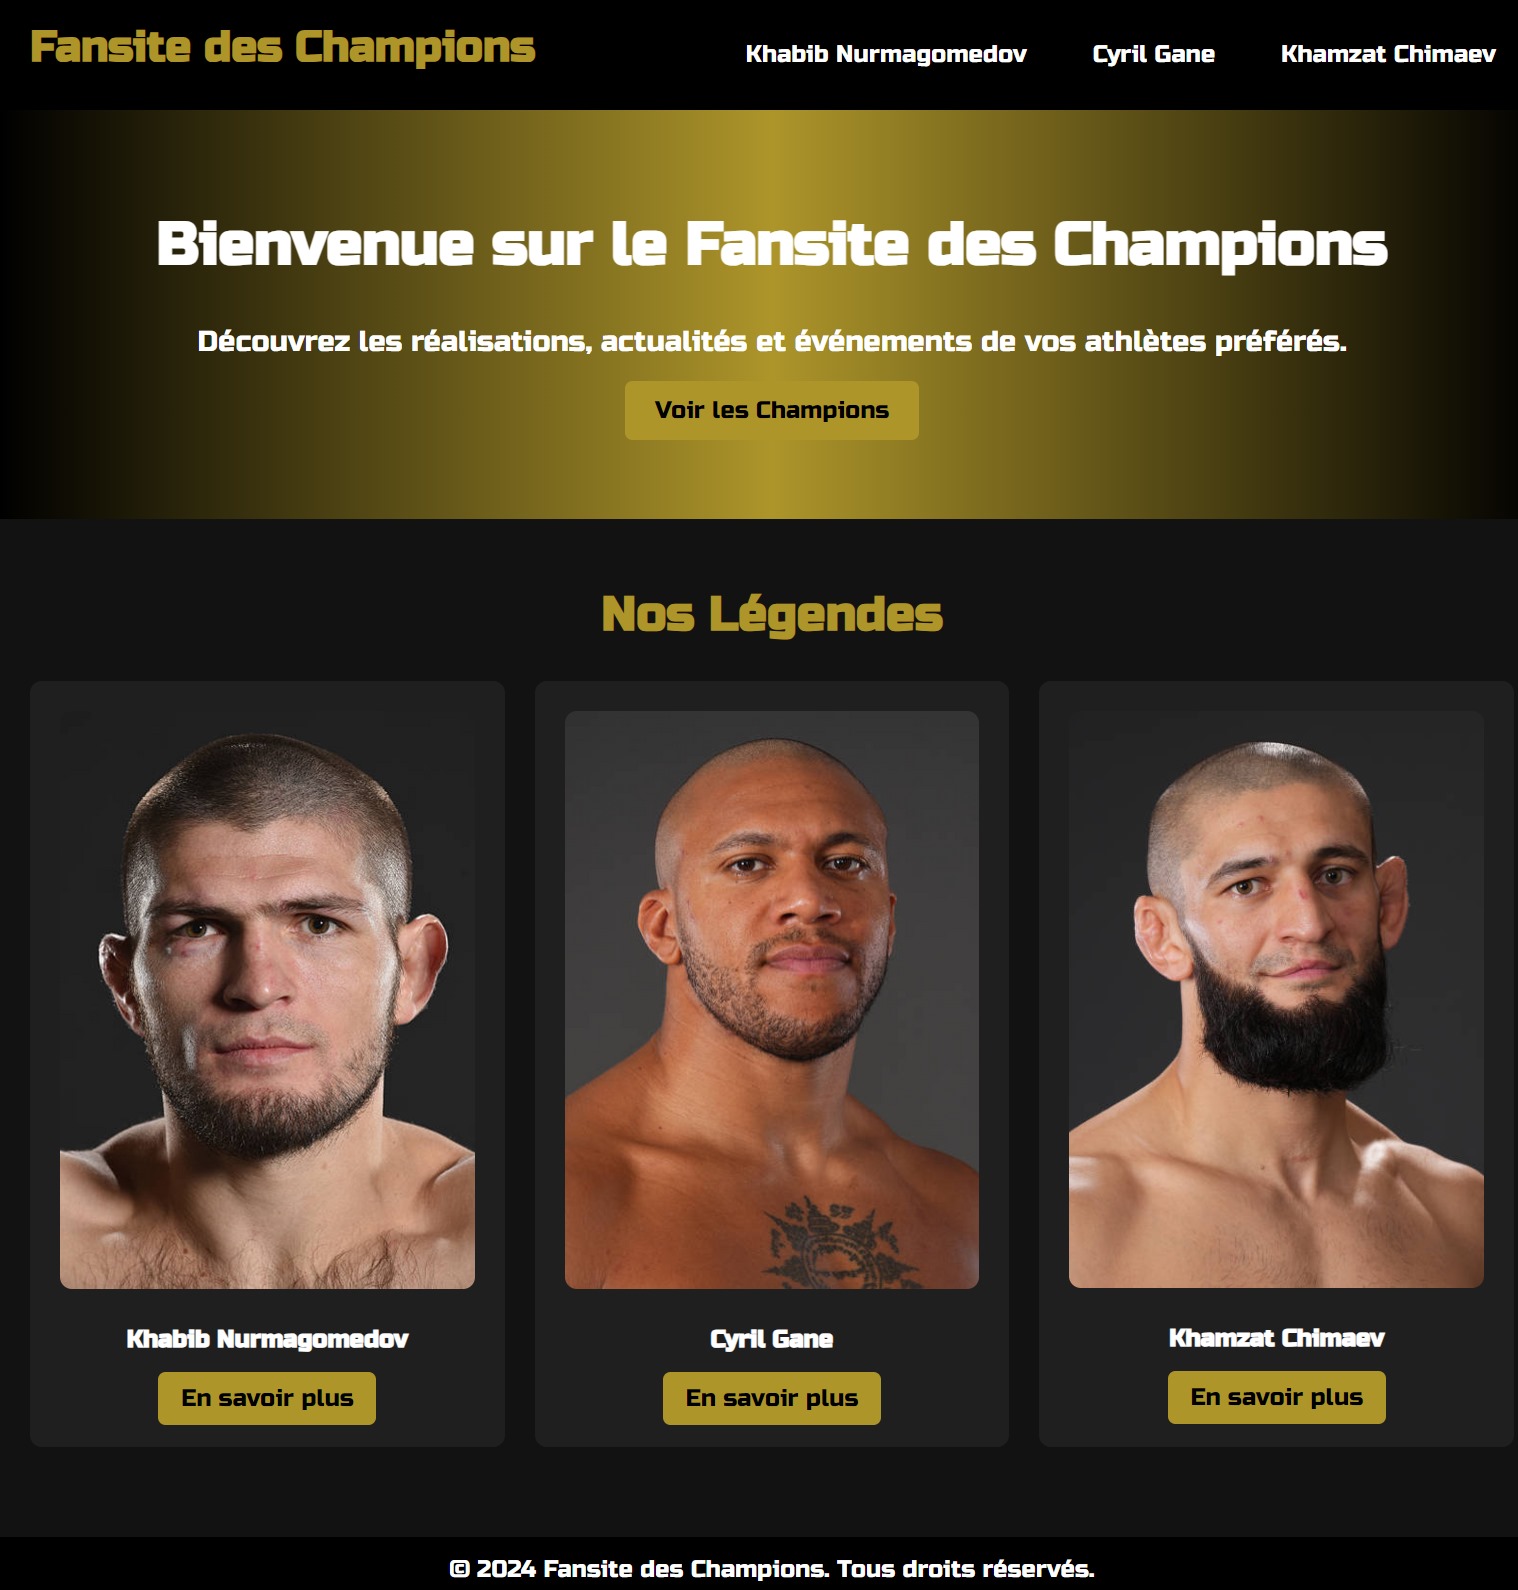 Fansite des Champions
Khabib Nurmagomedov Cyril Gane Khamzat Chimaev
Bienvenue sur le Fansite des Champions
Découvrez les réalisations, actualités et événements de vos athlètes préférés.
Voir les Champions
Nos Légendes
Khabib Nurmagomedov
En savoir plus
Cyril Gane
En savoir plus
Khamzat Chimaev
En savoir plus
© 2024 Fansite des Champions. Tous droits réservés.